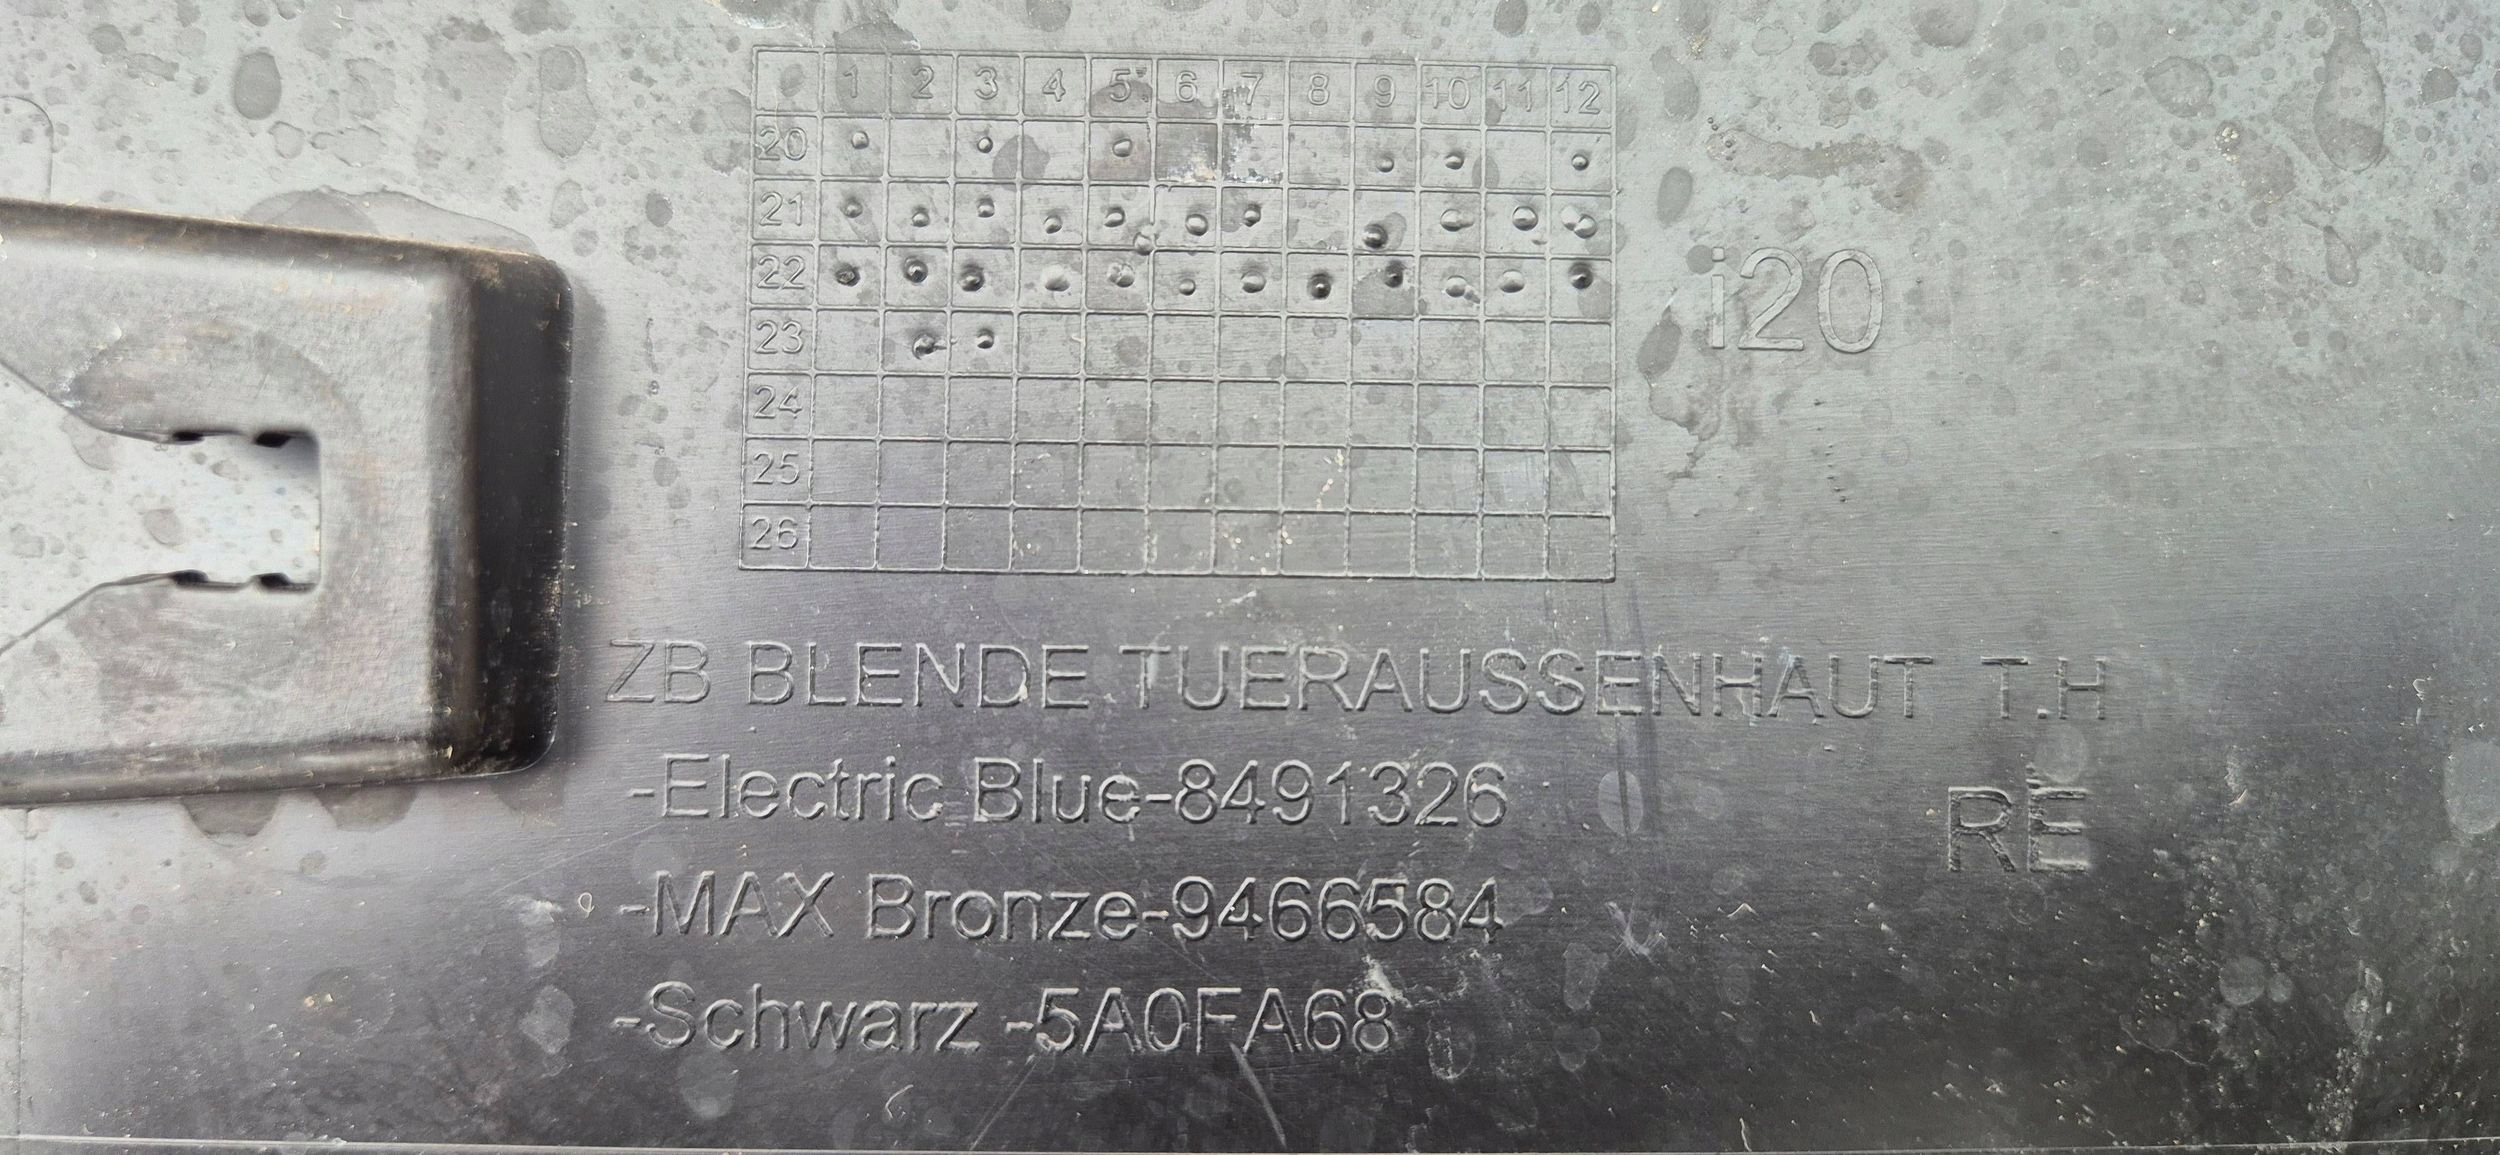 1 2 3 4 5 6 7 8 9 10 11 12
20
21
22
23
24
25
26
i20
ZB BLENDE TUERAUSSENHAUT T.H
RE
-Electric Blue-8491326
-MAX Bronze-9466584
-Schwarz -5A0FA68